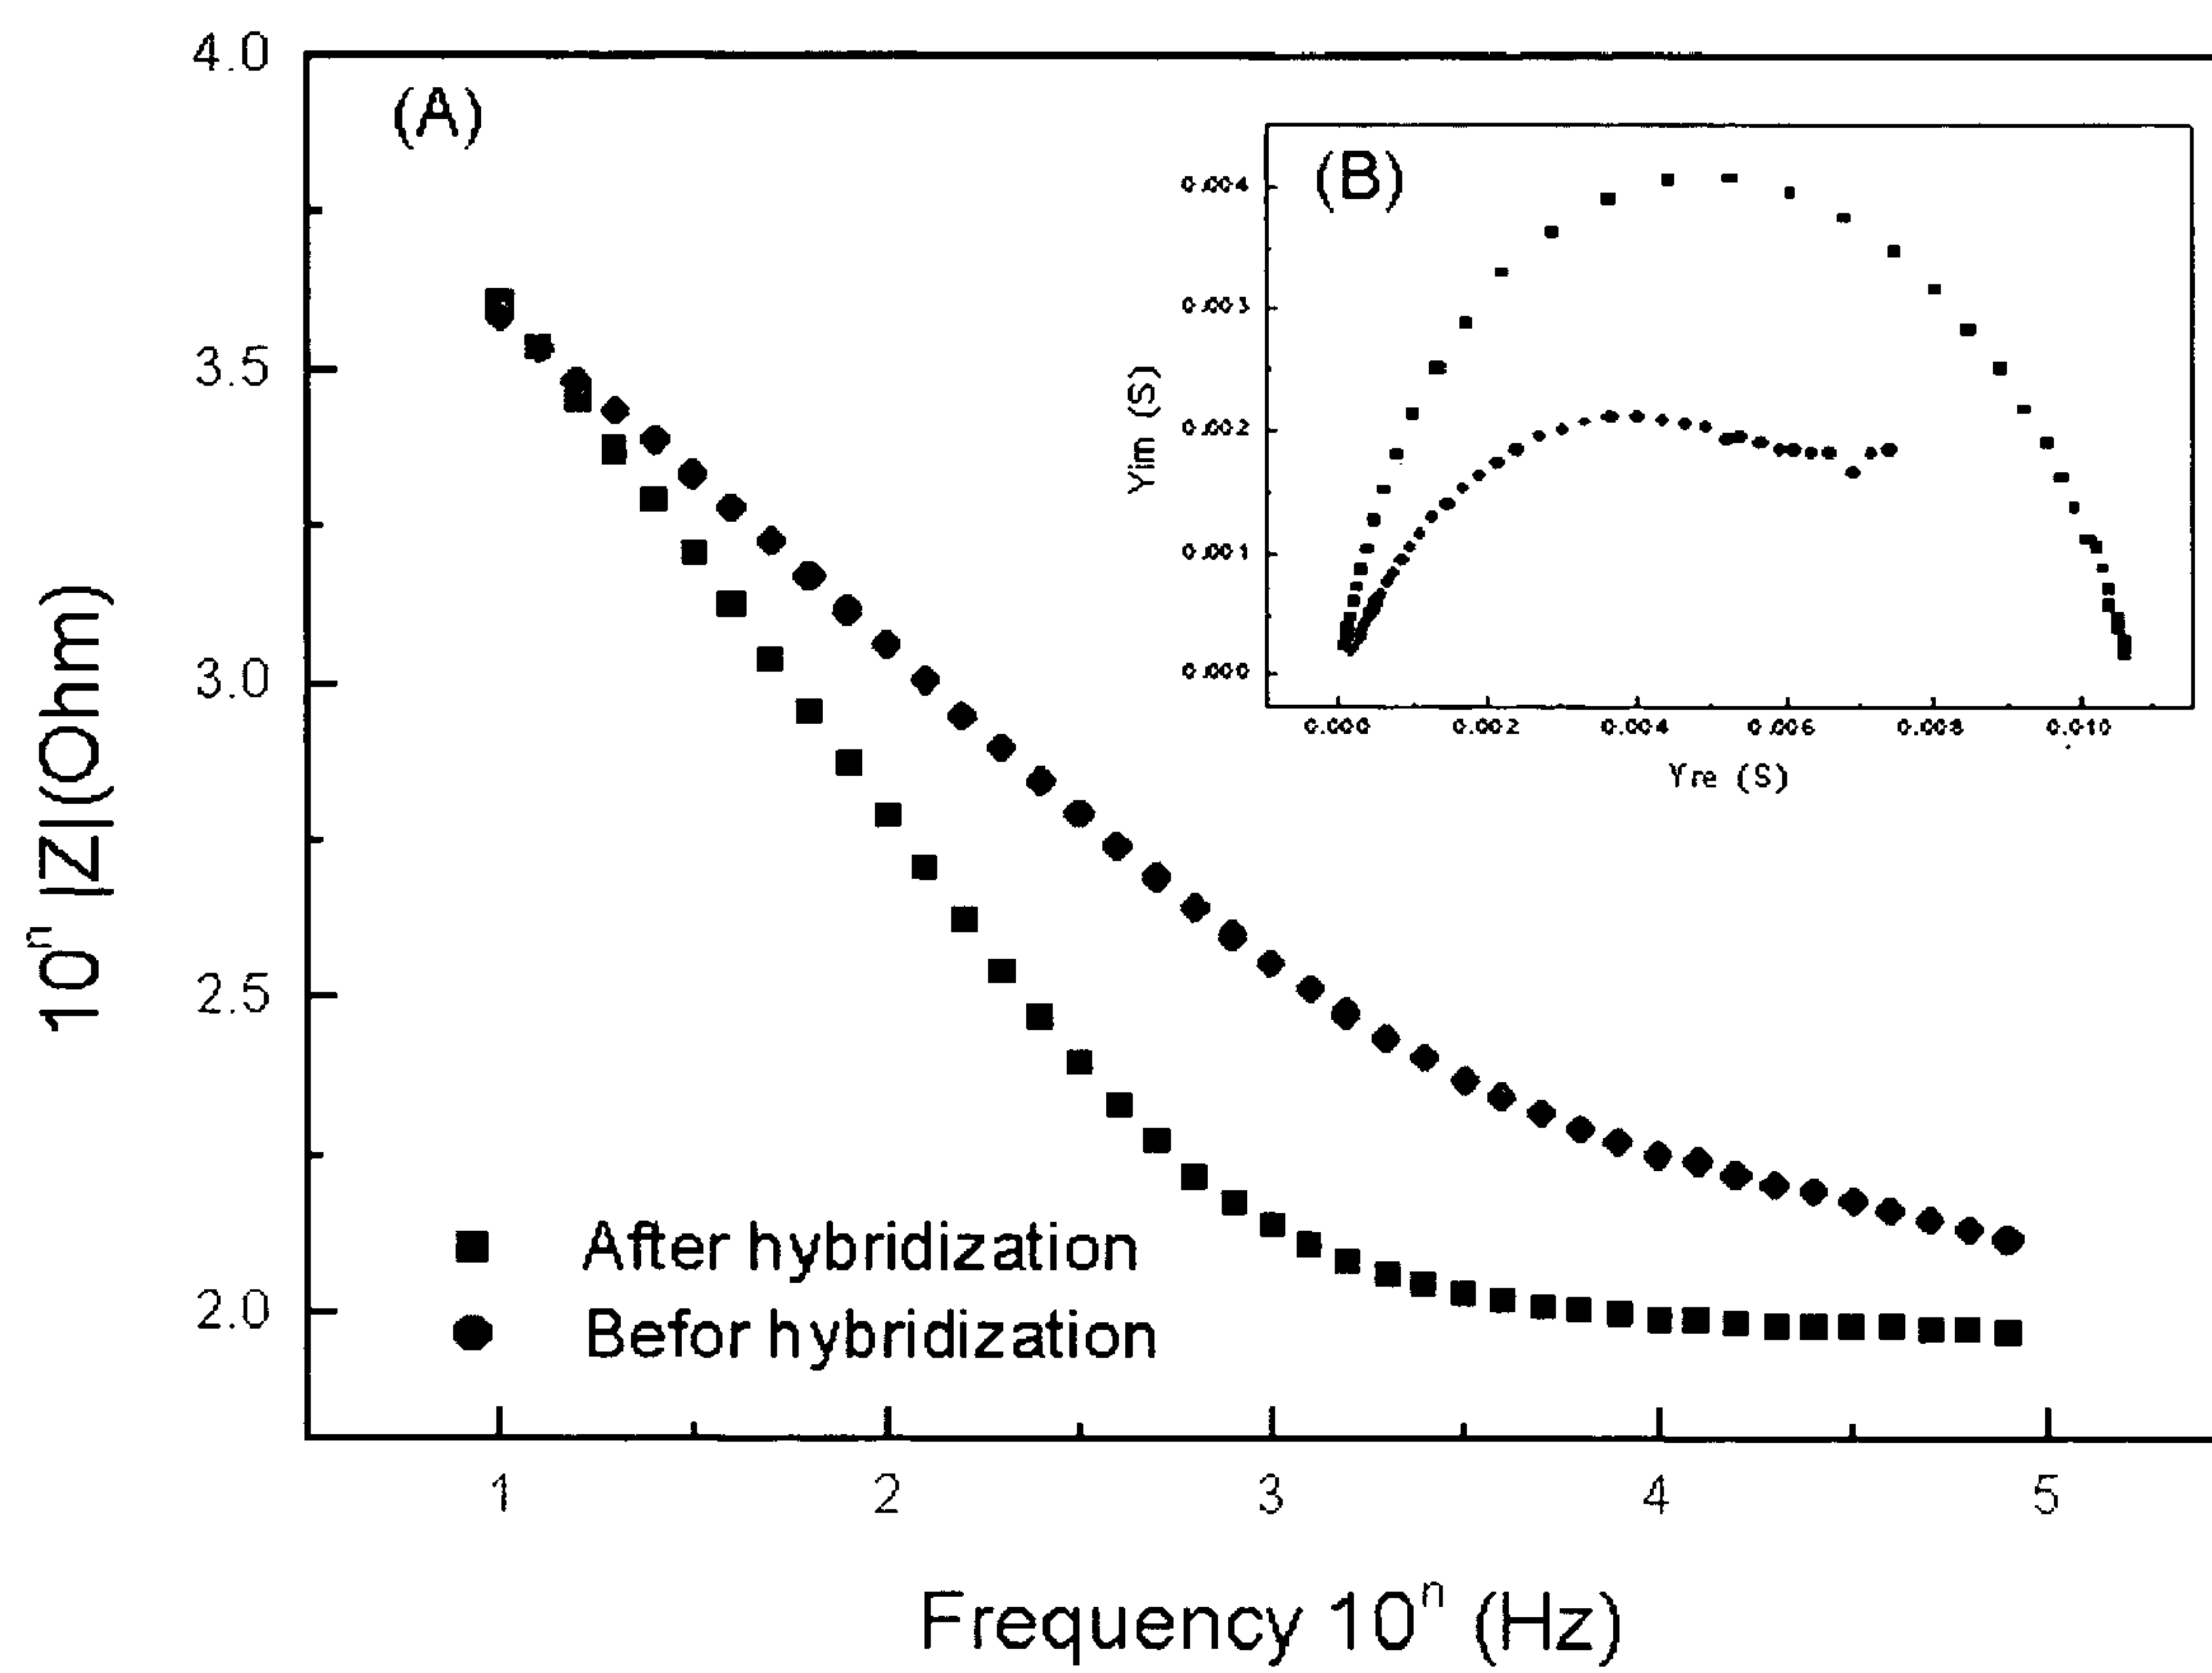 4.0
3.5
3.0
2.5
2.0
10ⁿ |Z|(Ohm)
(A)
After hybridization
Befor hybridization
1 2 3 4 5
Frequency 10ⁿ (Hz)
(B)
0.004
0.003
0.002
0.001
0.000
Yim (S)
0.000 0.002 0.004 0.006 0.008 0.010
Yre (S)